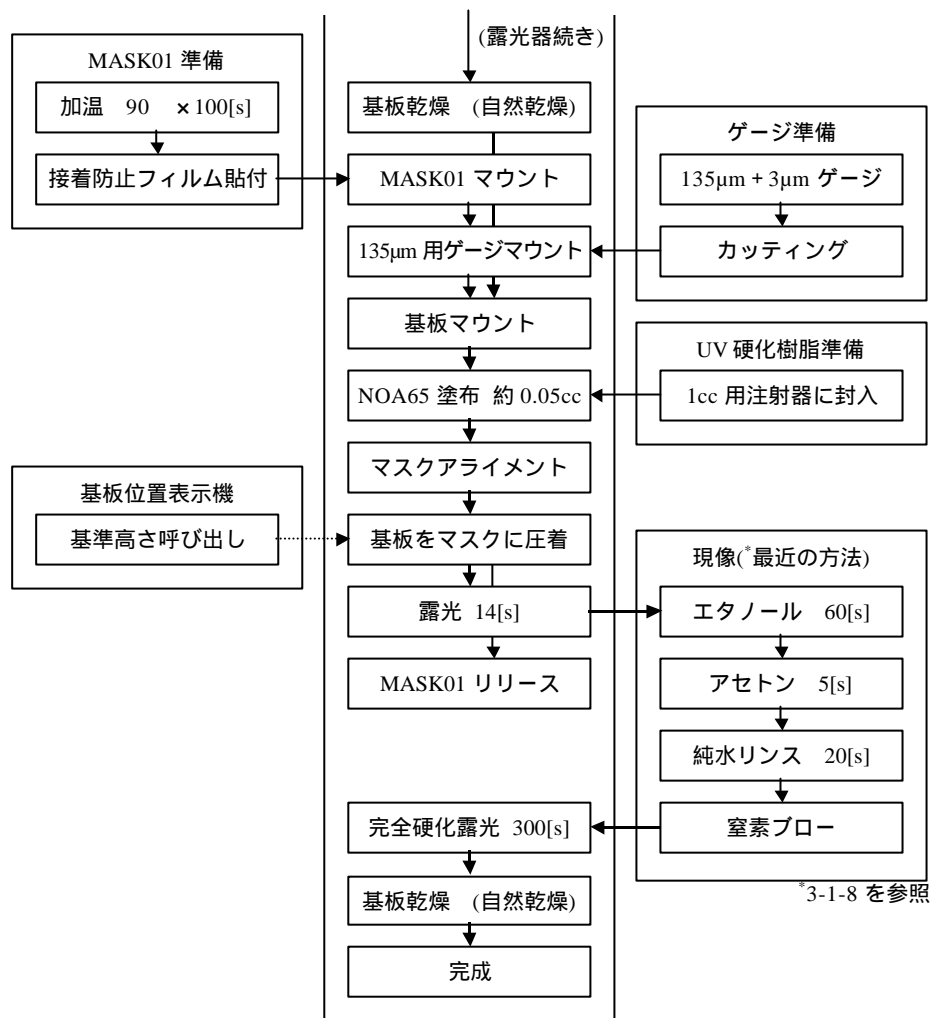 (露光器続き)
MASK01 準備
加温 90 ×100[s]
接着防止フィルム貼付
基板乾燥 (自然乾燥)
MASK01 マウント
135μm 用ゲージマウント
基板マウント
NOA65 塗布 約 0.05cc
マスクアライメント
基板をマスクに圧着
露光 14[s]
MASK01 リリース
ゲージ準備
135μm + 3μm ゲージ
カッティング
UV 硬化樹脂準備
1cc 用注射器に封入
基板位置表示機
基準高さ呼び出し
現像(*最近の方法)
エタノール 60[s]
アセトン 5[s]
純水リンス 20[s]
窒素ブロー
*3-1-8 を参照
完全硬化露光 300[s]
基板乾燥 (自然乾燥)
完成